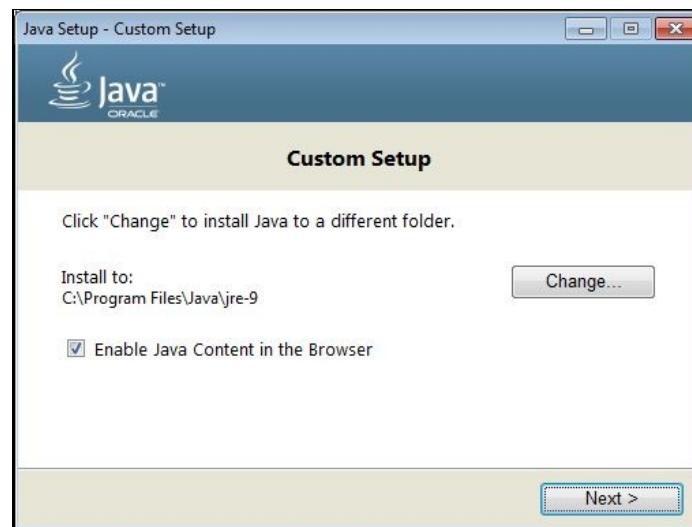 Java Setup - Custom Setup
Java™
ORACLE
Custom Setup
Click "Change" to install Java to a different folder.
Install to:
C:\Program Files\Java\jre-9
Change...
Enable Java Content in the Browser
Next >